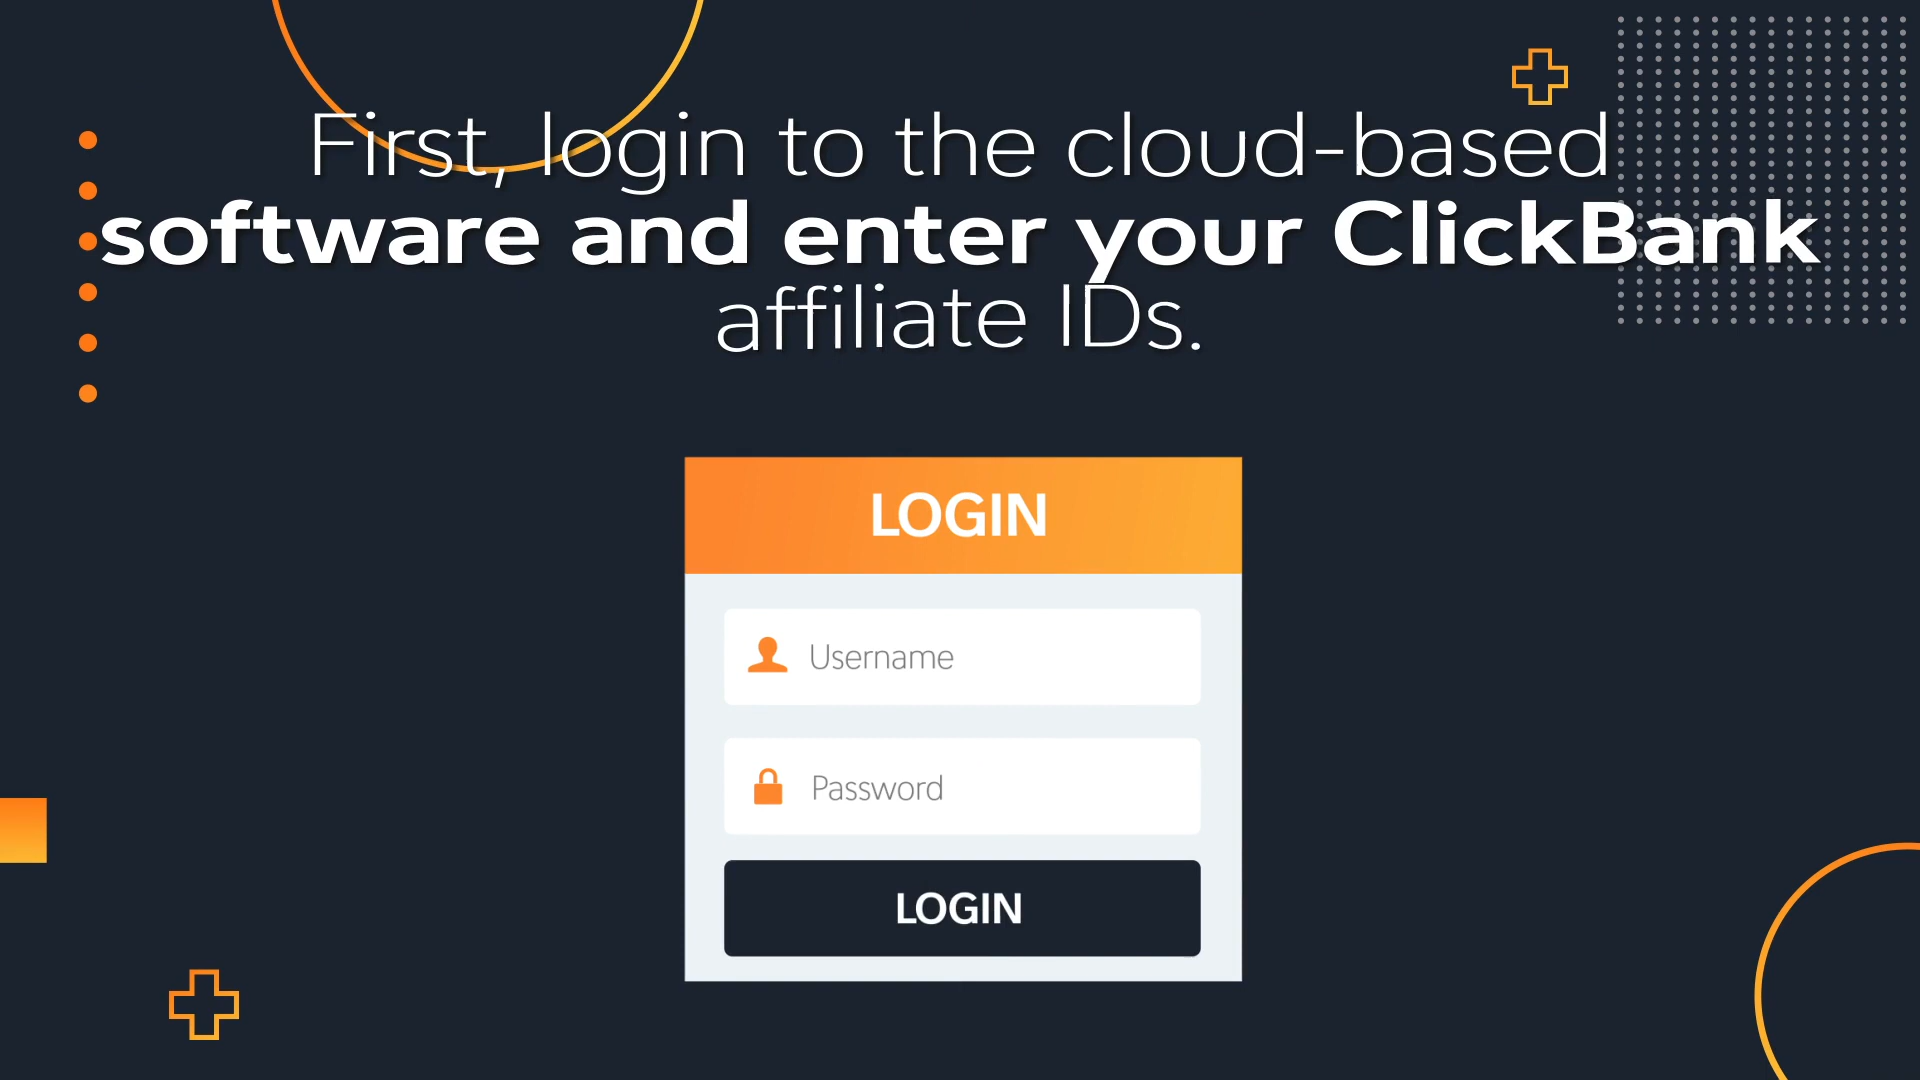 First, login to the cloud-based
software and enter your ClickBank
affiliate IDs.
LOGIN
Username
Password
LOGIN